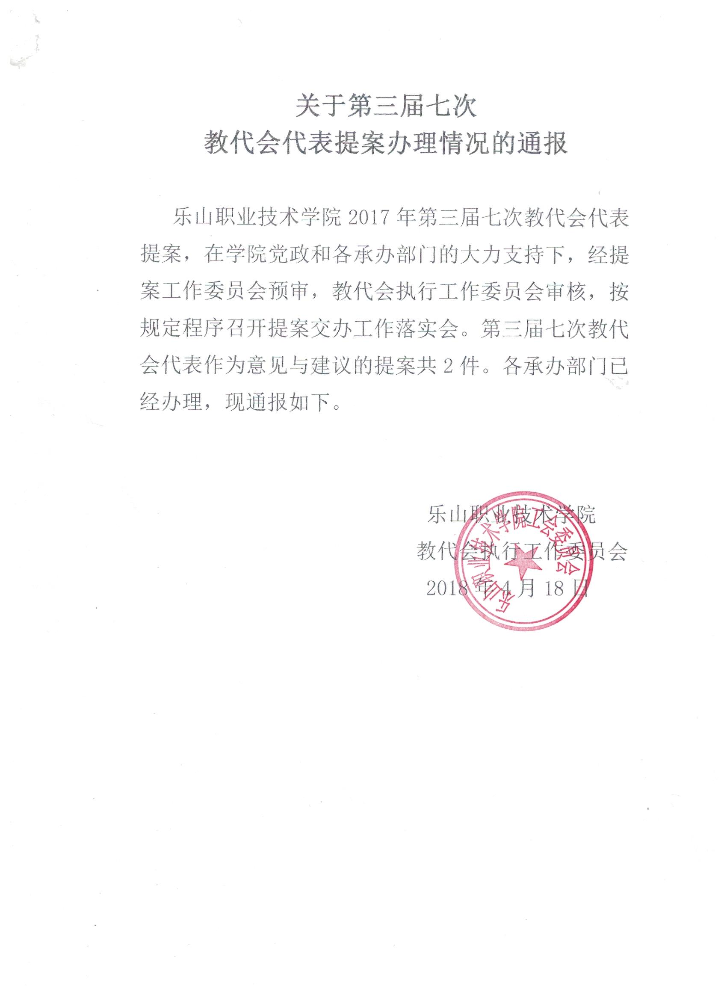 关于第三届七次
教代会代表提案办理情况的通报
乐山职业技术学院 2017 年第三届七次教代会代表
提案，在学院党政和各承办部门的大力支持下，经提
案工作委员会预审，教代会执行工作委员会审核，按
规定程序召开提案交办工作落实会。第三届七次教代
会代表作为意见与建议的提案共 2 件。各承办部门已
经办理，现通报如下。
乐山职业技术学院
教代会执行工作委员会
2018 年 4 月 18 日
乐山职业技术学院工会委员会